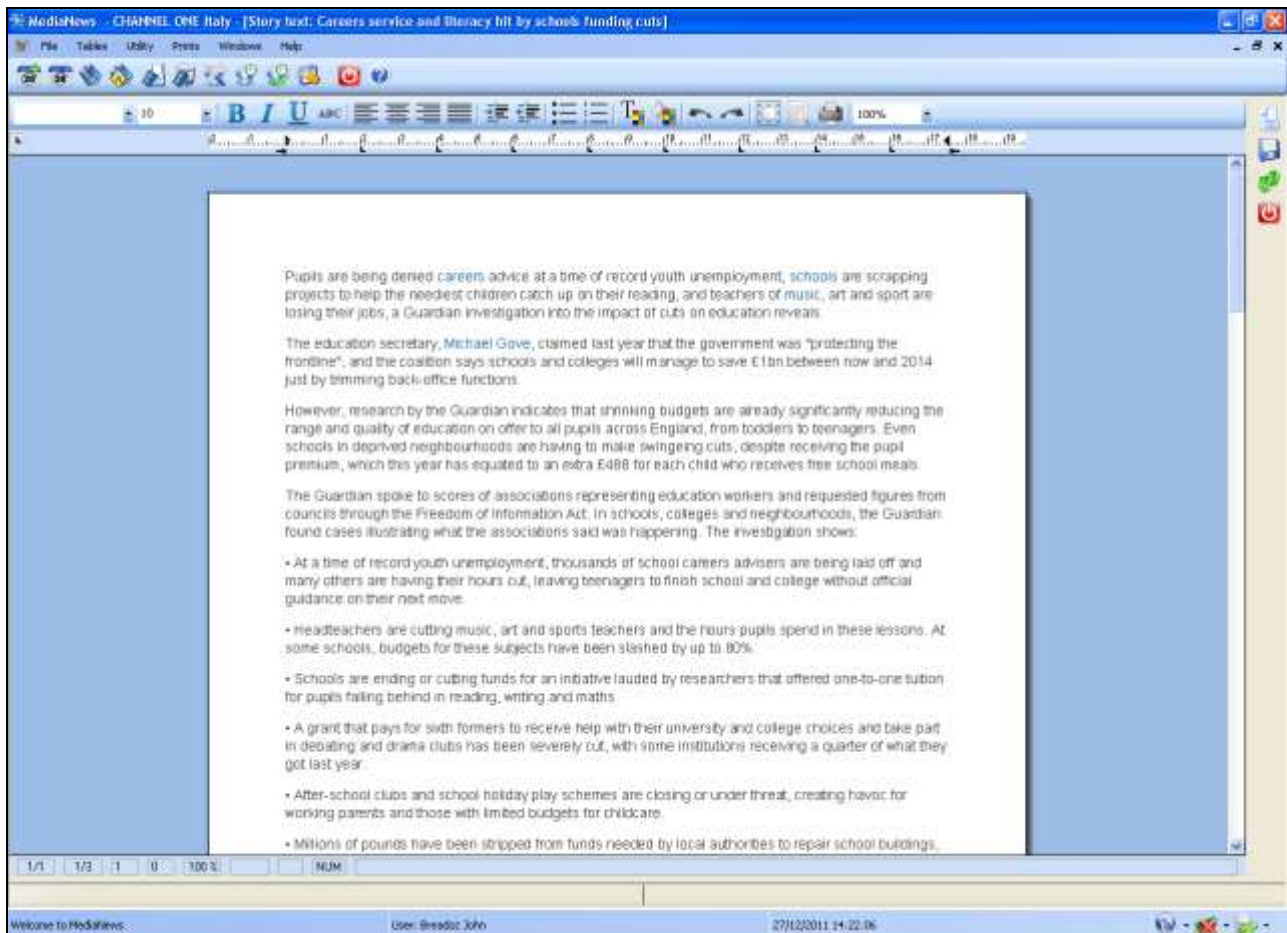 MediaNews - CHANNEL ONE Italy - [Story text: Careers service and literacy hit by schools funding cuts]
File Tables Utility Prints Windows Help
10 B I U ABC 100%
Pupils are being denied careers advice at a time of record youth unemployment, schools are scrapping
projects to help the neediest children catch up on their reading, and teachers of music, art and sport are
losing their jobs, a Guardian investigation into the impact of cuts on education reveals.
The education secretary, Michael Gove, claimed last year that the government was "protecting the
frontline", and the coalition says schools and colleges will manage to save £1bn between now and 2014
just by trimming back-office functions.
However, research by the Guardian indicates that shrinking budgets are already significantly reducing the
range and quality of education on offer to all pupils across England, from toddlers to teenagers. Even
schools in deprived neighbourhoods are having to make swingeing cuts, despite receiving the pupil
premium, which this year has equated to an extra £488 for each child who receives free school meals.
The Guardian spoke to scores of associations representing education workers and requested figures from
councils through the Freedom of Information Act. In schools, colleges and neighbourhoods, the Guardian
found cases illustrating what the associations said was happening. The investigation shows:
• At a time of record youth unemployment, thousands of school careers advisers are being laid off and
many others are having their hours cut, leaving teenagers to finish school and college without official
guidance on their next move.
• Headteachers are cutting music, art and sports teachers and the hours pupils spend in these lessons. At
some schools, budgets for these subjects have been slashed by up to 80%.
• Schools are ending or cutting funds for an initiative lauded by researchers that offered one-to-one tuition
for pupils falling behind in reading, writing and maths.
• A grant that pays for sixth formers to receive help with their university and college choices and take part
in debating and drama clubs has been severely cut, with some institutions receiving a quarter of what they
got last year.
• After-school clubs and school holiday play schemes are closing or under threat, creating havoc for
working parents and those with limited budgets for childcare.
• Millions of pounds have been stripped from funds needed by local authorities to repair school buildings,
1/1 1/3 1 0 100 % NUM
Welcome to MediaNews User: John 27/12/2011 14:22:06